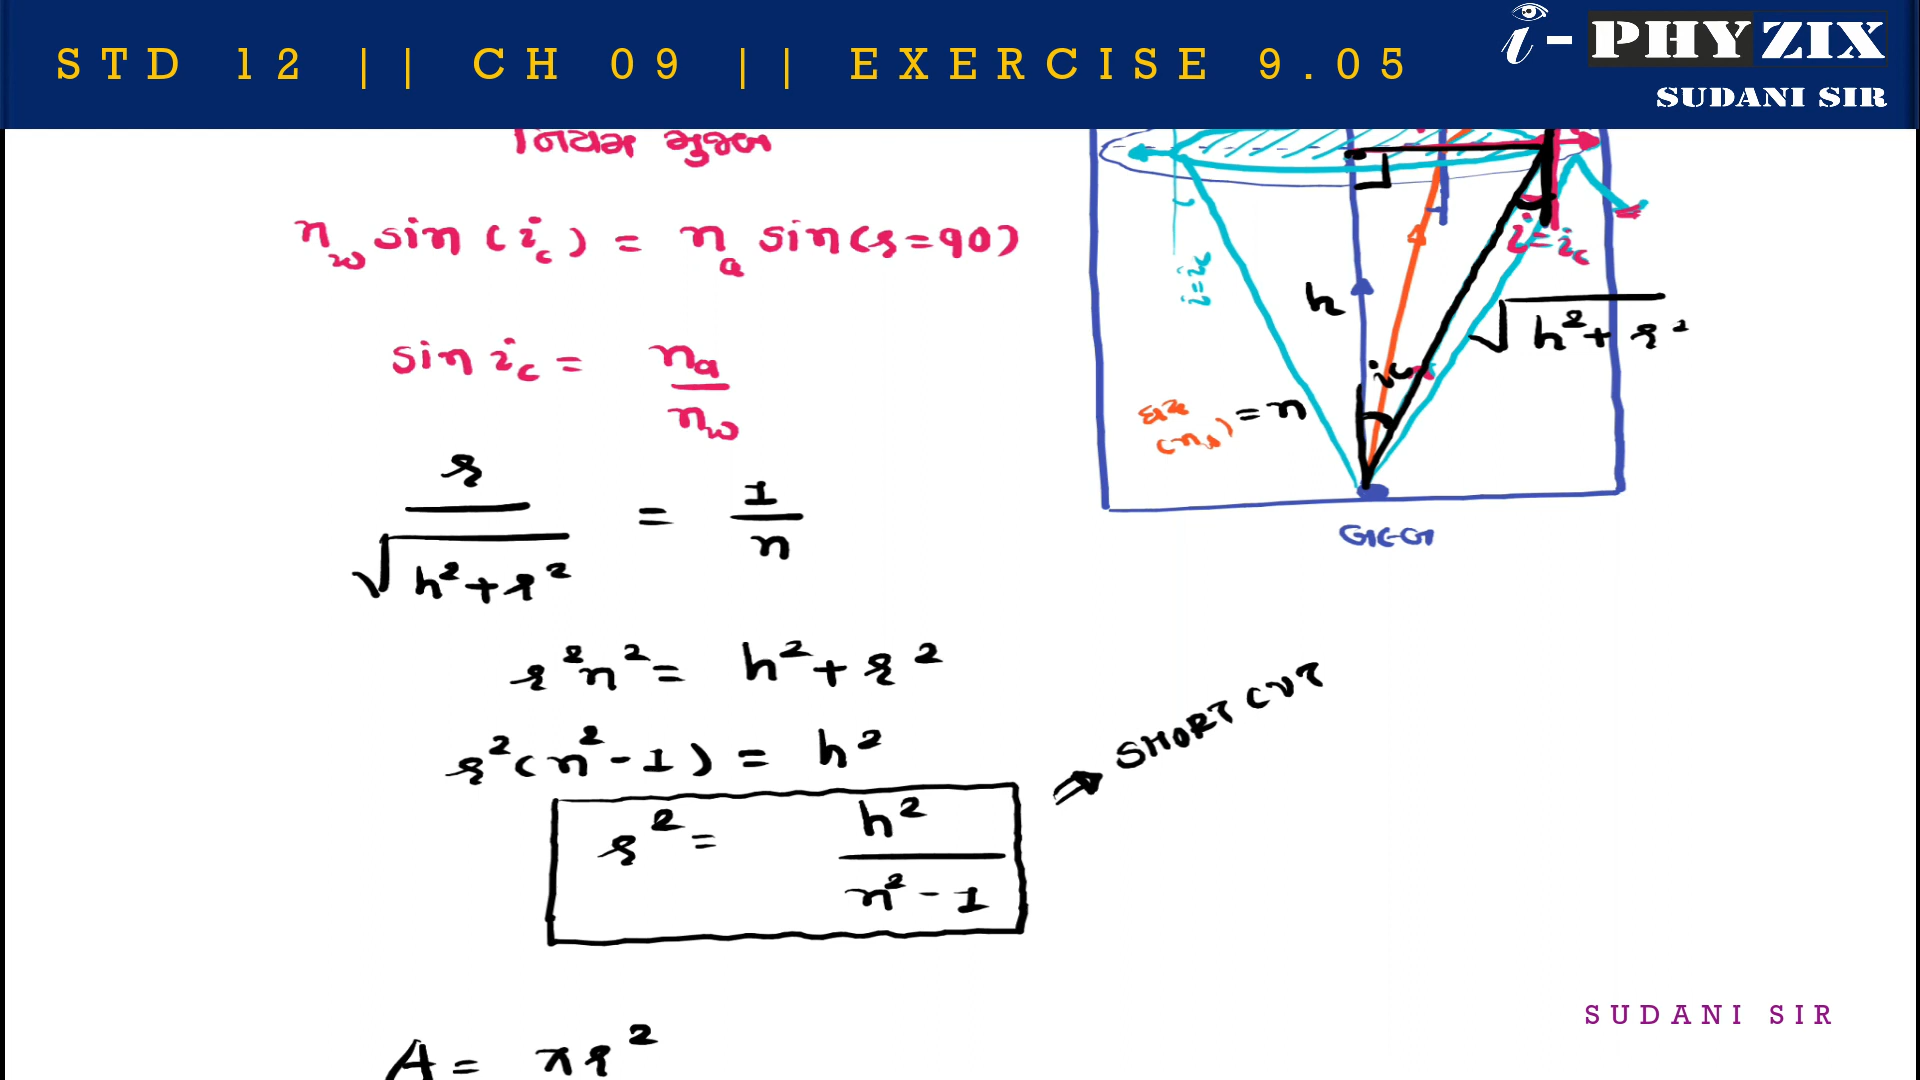 STD 12 || CH 09 || EXERCISE 9.05
i-PHYZIX
SUDANI SIR
નિયમ મુજબ
n_w sin(i_c) = n_a sin(r=90)
sin i_c = n_a / n_w
r / √(h²+r²) = 1 / n
r²n² = h²+r²
r²(n²-1) = h²
r² = h² / (n²-1)
⇒ SHORT CUT
A = πr²
i=i_c
h
i=i_c
√(h²+r²)
i_c
= n
બલ્બ
SUDANI SIR